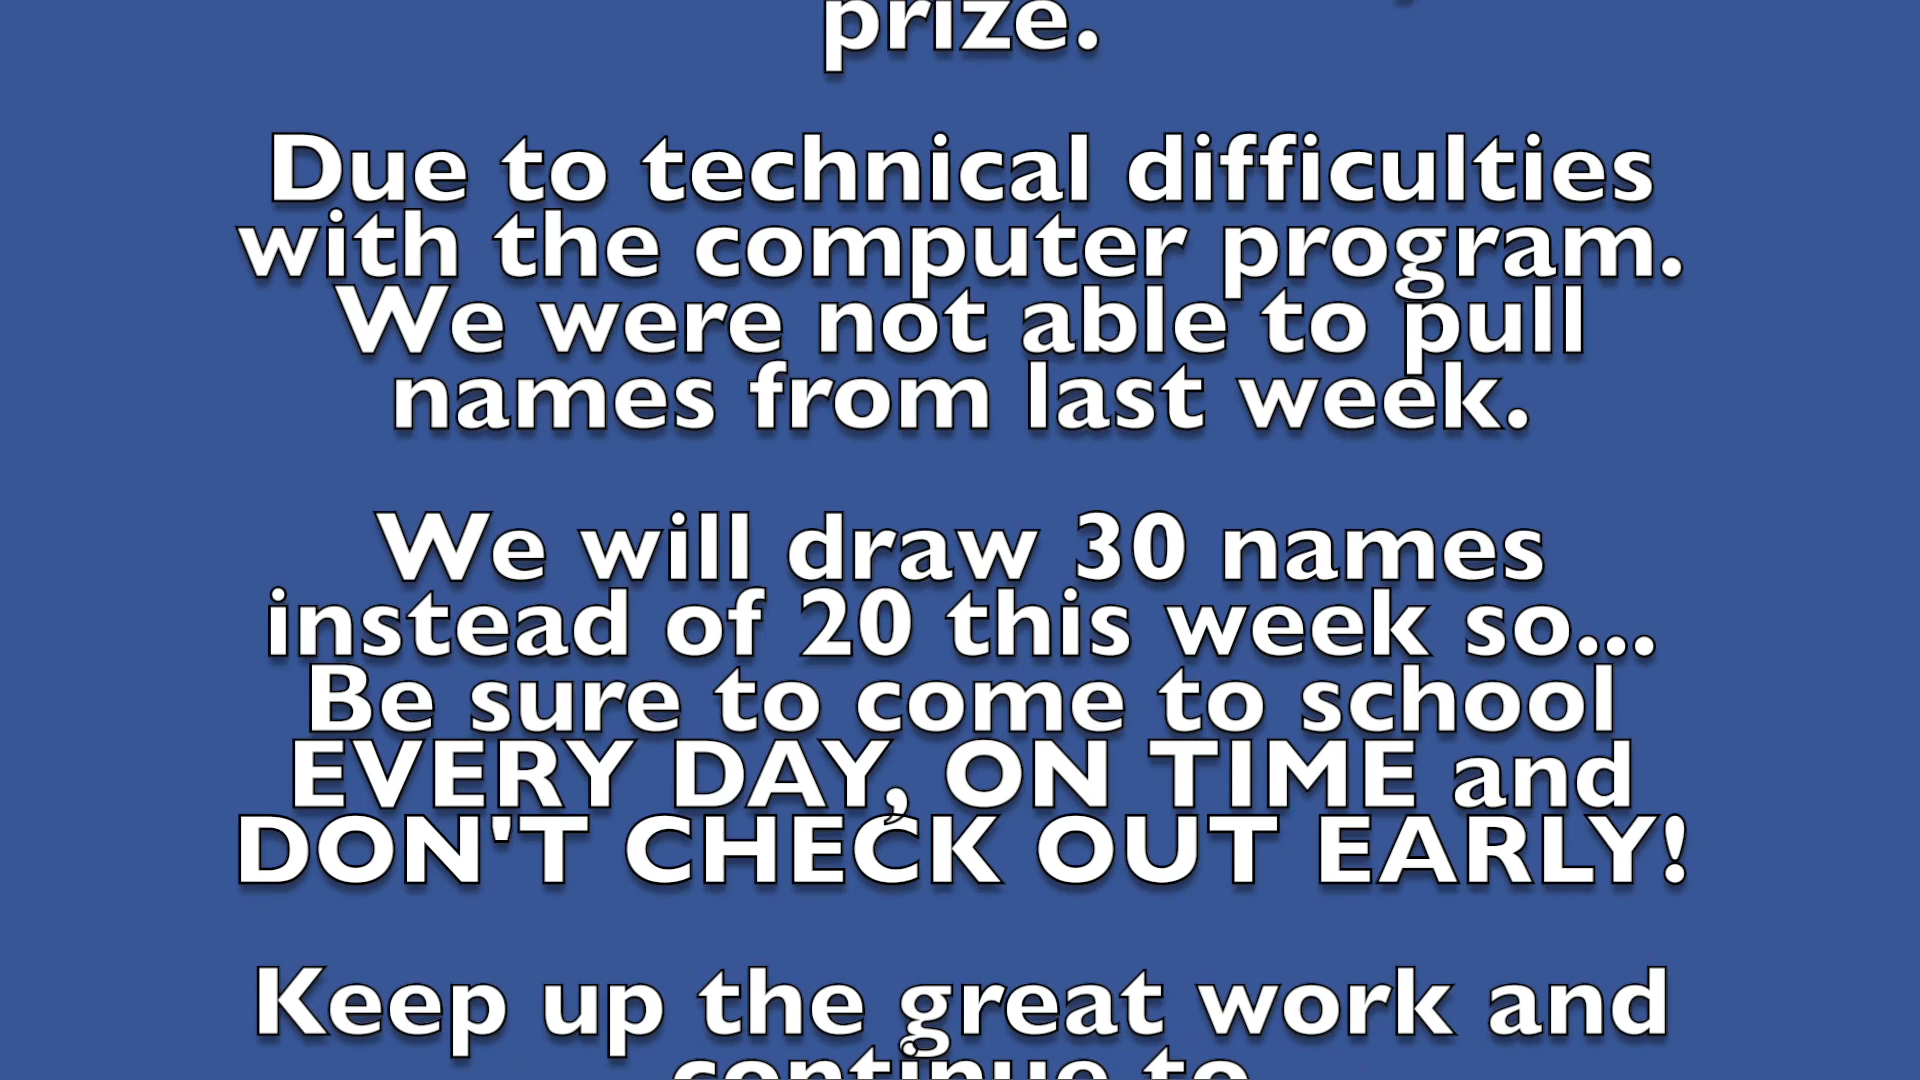 prize.
Due to technical difficulties
with the computer program.
We were not able to pull
names from last week.
We will draw 30 names
instead of 20 this week so...
Be sure to come to school
EVERY DAY, ON TIME and
DON'T CHECK OUT EARLY!
Keep up the great work and
continue to